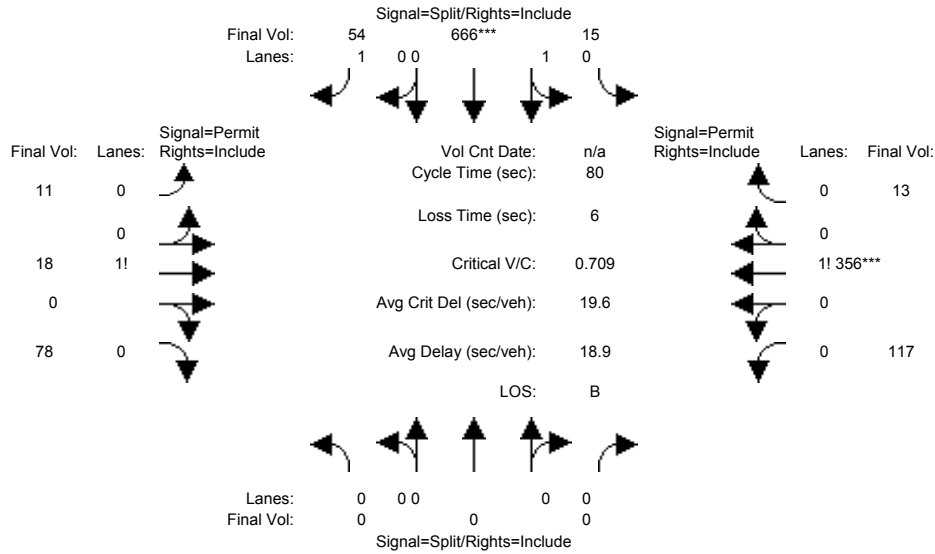 Signal=Split/Rights=Include
Final Vol: 54 666*** 15
Lanes: 1 0 0 1 0
Signal=Permit
Final Vol: Lanes: Rights=Include
Vol Cnt Date: n/a
Signal=Permit
Rights=Include Lanes: Final Vol:
Cycle Time (sec): 80
11 0
0 13
Loss Time (sec): 6
0
0
18 1!
Critical V/C: 0.709
1! 356***
0 0
Avg Crit Del (sec/veh): 19.6
0
78 0
Avg Delay (sec/veh): 18.9
0 117
LOS: B
Lanes: 0 0 0 0 0
Final Vol: 0 0 0
Signal=Split/Rights=Include